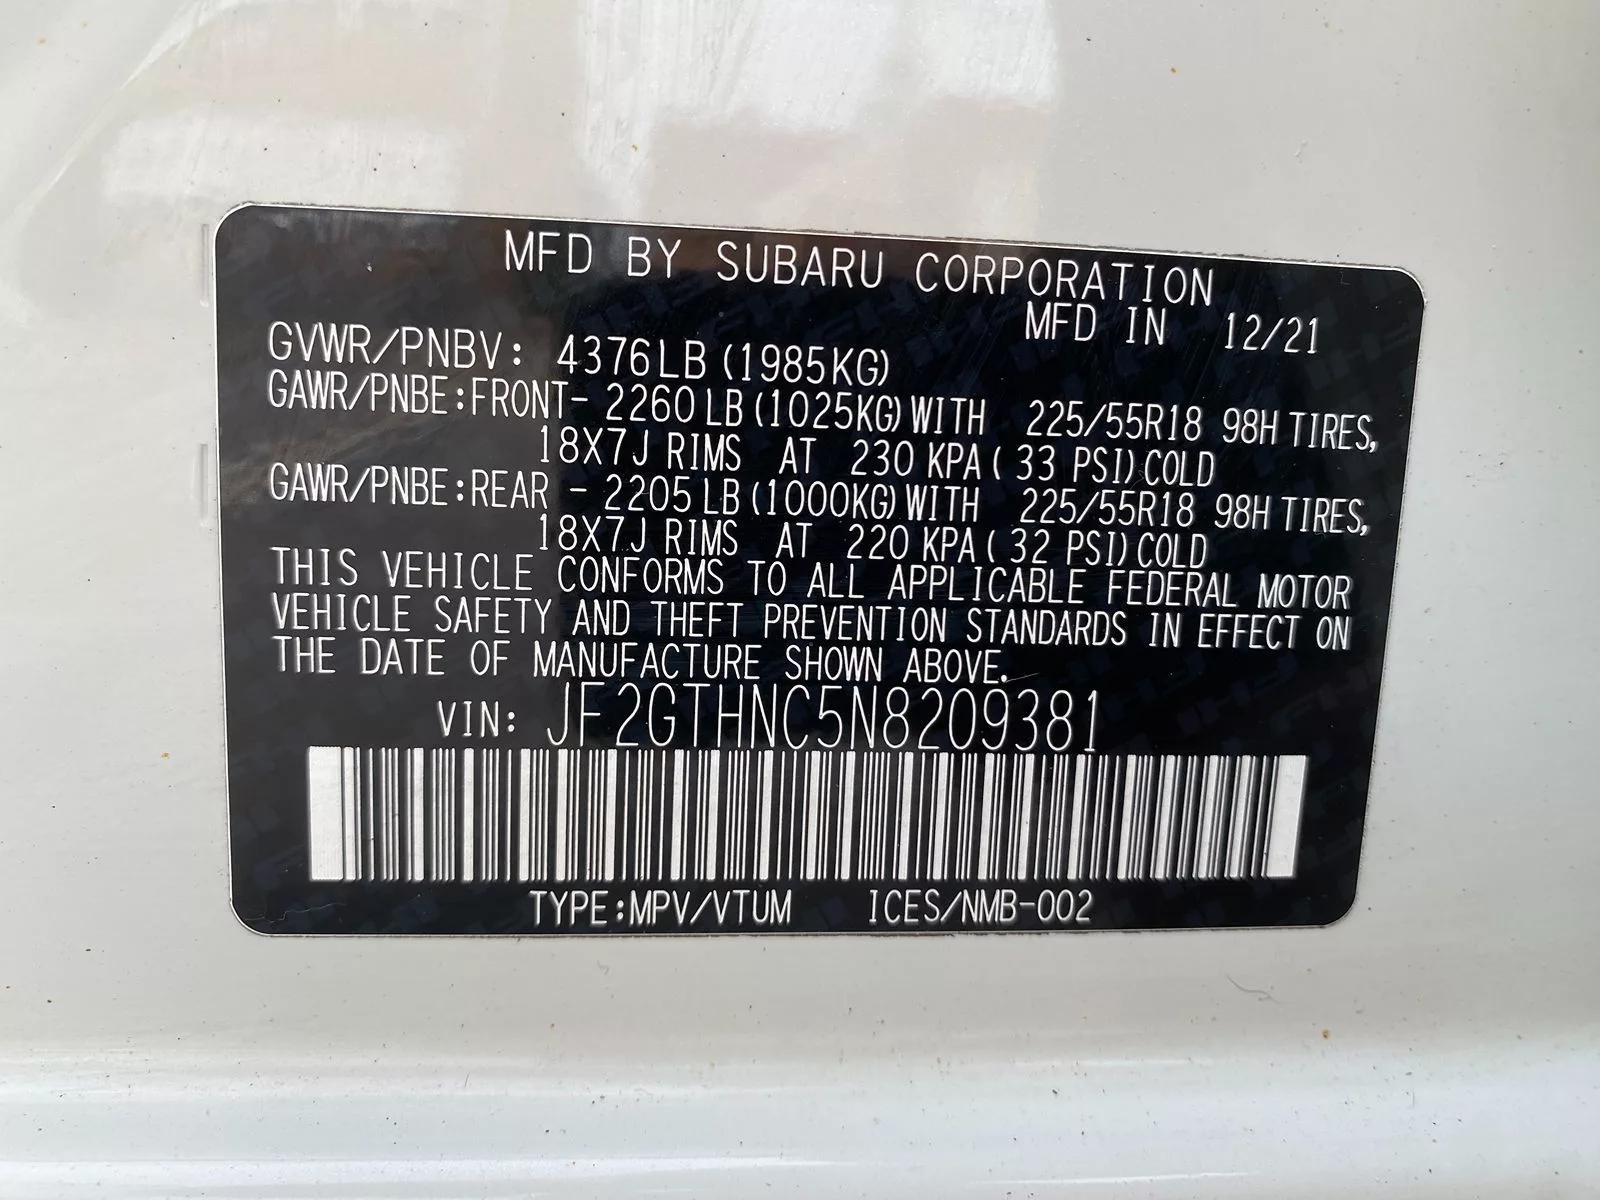 MFD BY SUBARU CORPORATION
MFD IN 12/21
GVWR/PNBV: 4376LB (1985KG)
GAWR/PNBE:FRONT- 2260 LB (1025KG) WITH 225/55R18 98H TIRES,
18X7J RIMS AT 230 KPA ( 33 PSI) COLD
GAWR/PNBE:REAR - 2205 LB (1000KG) WITH 225/55R18 98H TIRES,
18X7J RIMS AT 220 KPA ( 32 PSI) COLD
THIS VEHICLE CONFORMS TO ALL APPLICABLE FEDERAL MOTOR
VEHICLE SAFETY AND THEFT PREVENTION STANDARDS IN EFFECT ON
THE DATE OF MANUFACTURE SHOWN ABOVE.
VIN: JF2GTHNC5N8209381
TYPE:MPV/VTUM ICES/NMB-002